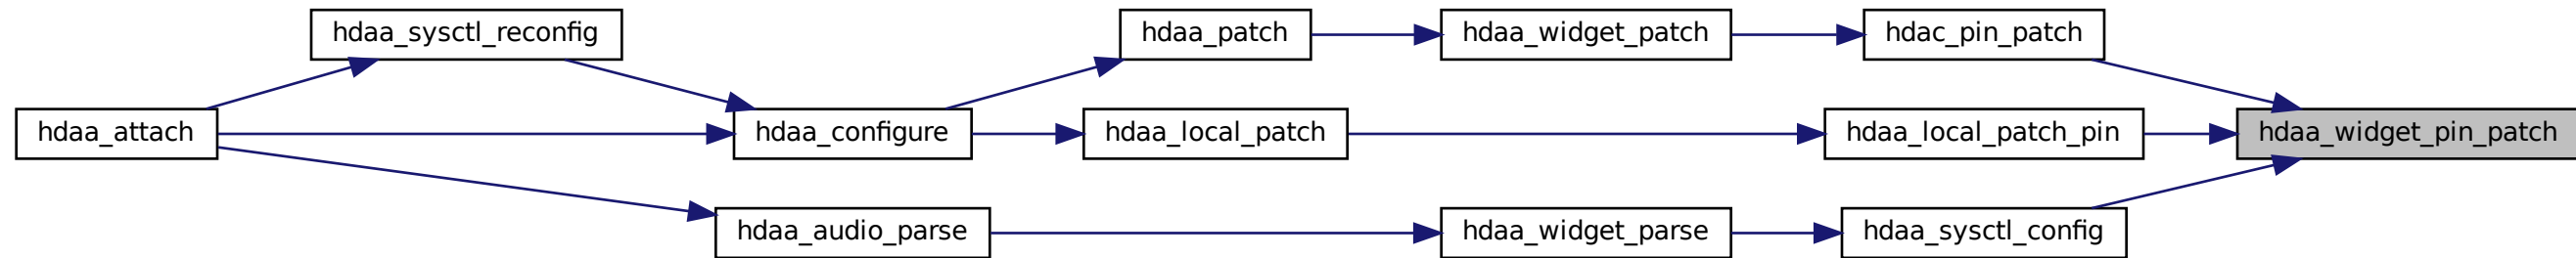 hdaa_sysctl_reconfig
hdaa_patch
hdaa_widget_patch
hdac_pin_patch
hdaa_attach
hdaa_configure
hdaa_local_patch
hdaa_local_patch_pin
hdaa_widget_pin_patch
hdaa_audio_parse
hdaa_widget_parse
hdaa_sysctl_config